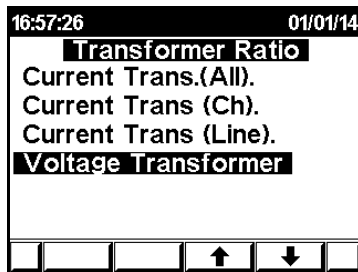 16:57:26 01/01/14
Transformer Ratio
Current Trans.(All).
Current Trans (Ch).
Current Trans (Line).
Voltage Transformer